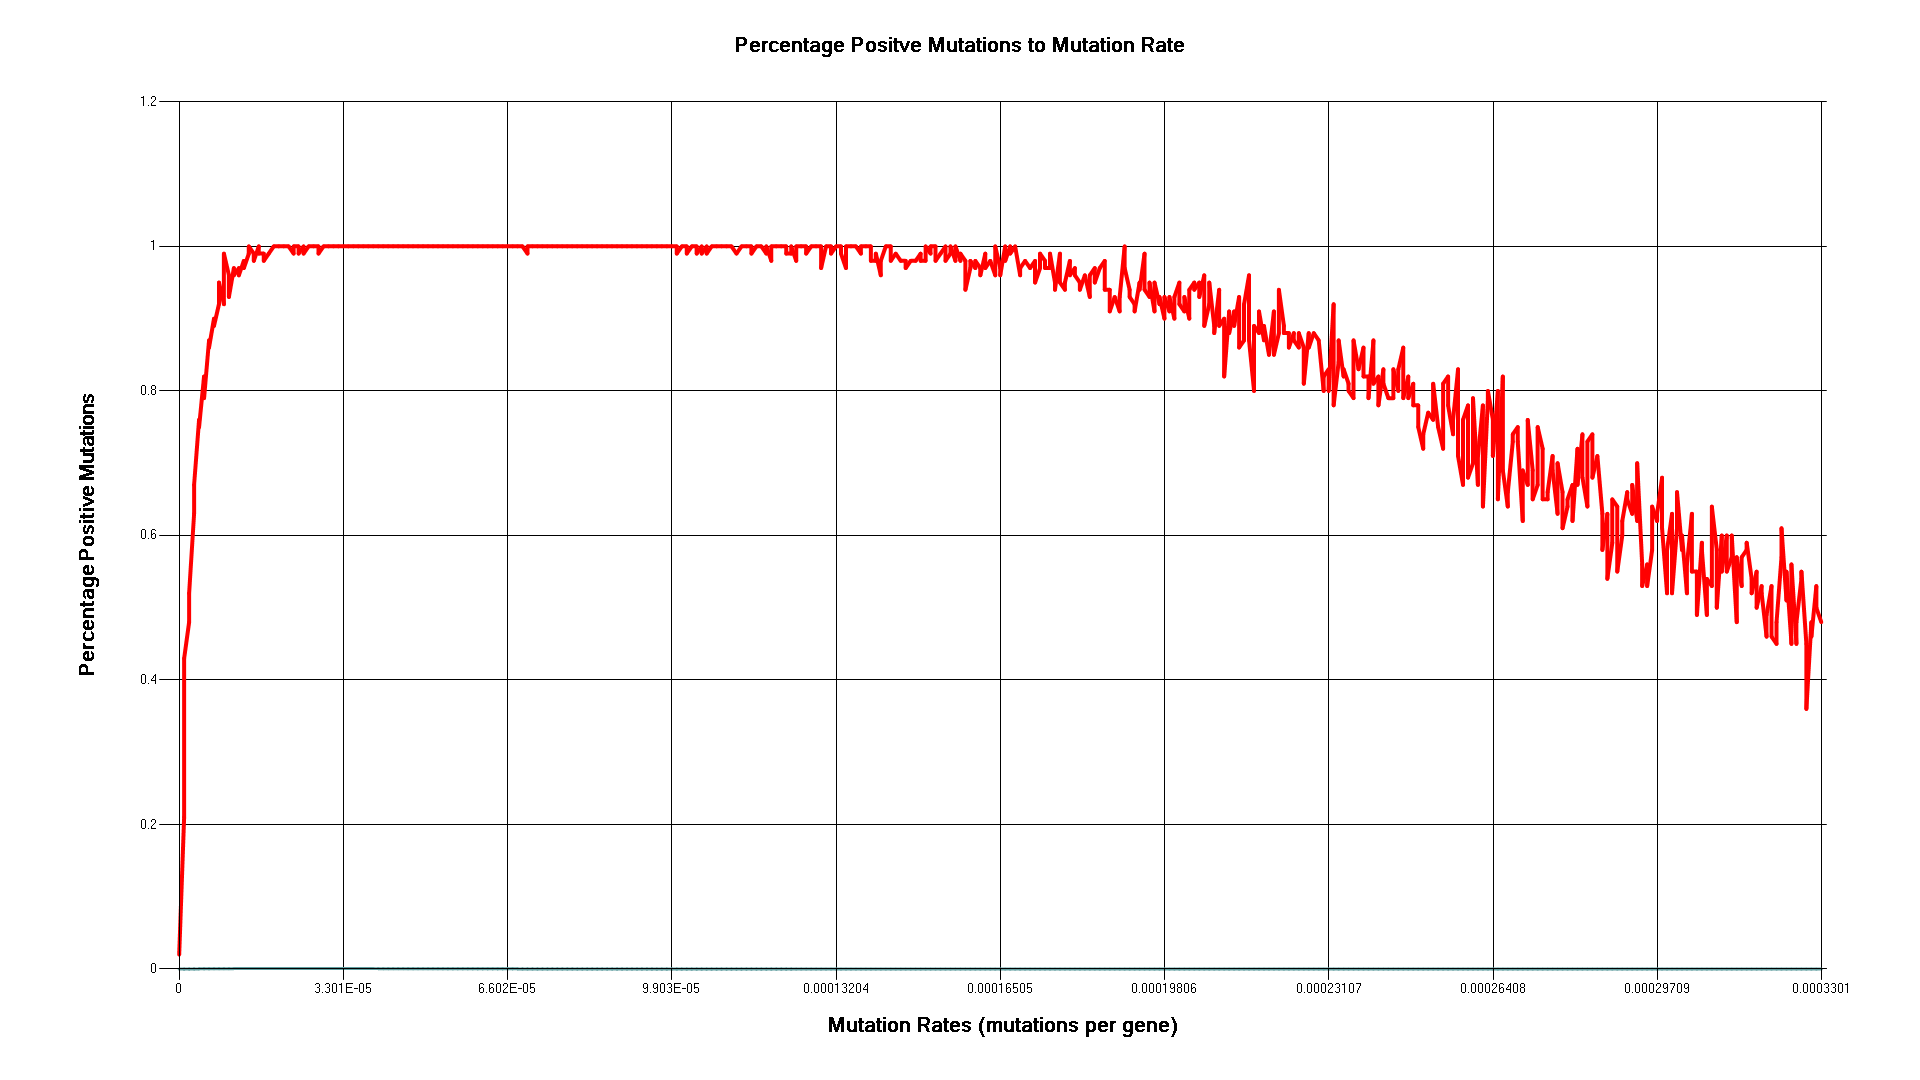 Percentage Positve Mutations to Mutation Rate
1.2
1
0.8
0.6
0.4
0.2
0
Percentage Positive Mutations
0 3.301E-05 6.602E-05 9.903E-05 0.00013204 0.00016505 0.00019806 0.00023107 0.00026408 0.00029709 0.0003301
Mutation Rates (mutations per gene)